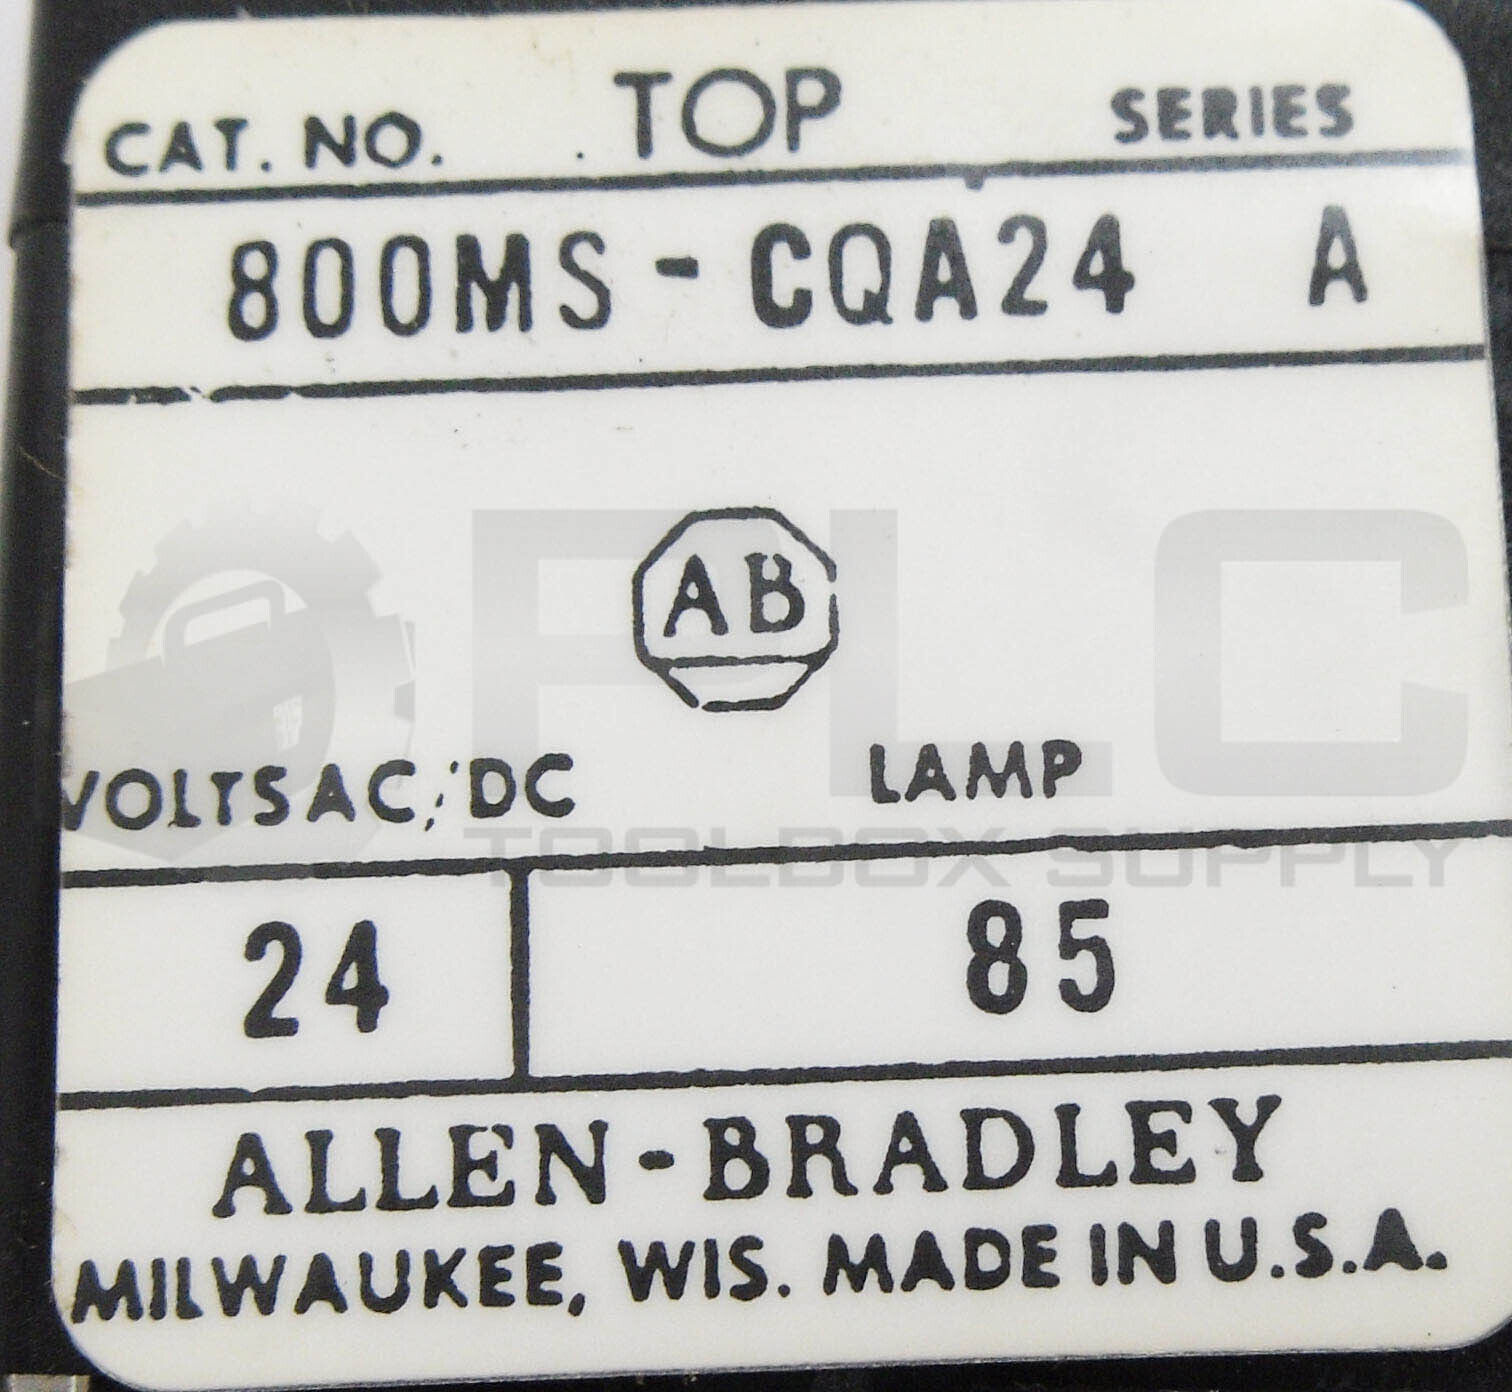 CAT. NO. TOP SERIES
800MS-CQA24 A
AB
PLC
VOLTS AC/DC LAMP
TOOLBOX SUPPLY
24 85
ALLEN-BRADLEY
MILWAUKEE, WIS. MADE IN U.S.A.